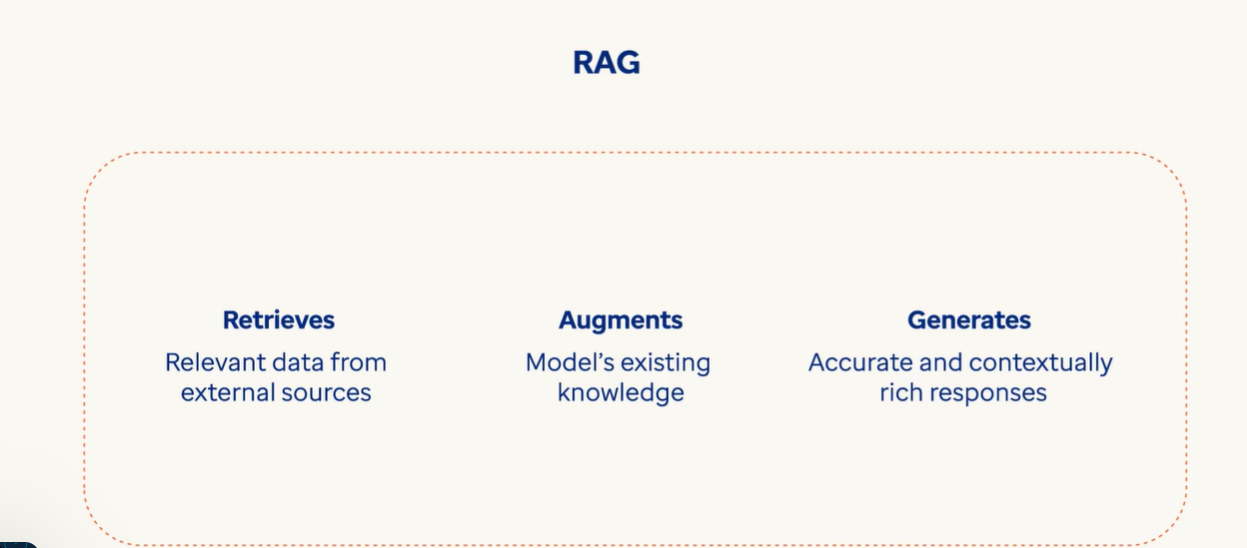 RAG
Retrieves
Relevant data from
external sources
Augments
Model’s existing
knowledge
Generates
Accurate and contextually
rich responses